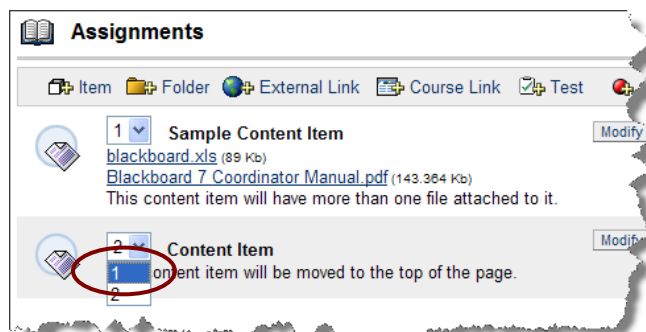 Assignments
Item Folder External Link Course Link Test
1 Sample Content Item Modify
blackboard.xls (89 Kb)
Blackboard 7 Coordinator Manual.pdf (143.364 Kb)
This content item will have more than one file attached to it.
2 Content Item Modify
1 ontent item will be moved to the top of the page.
2